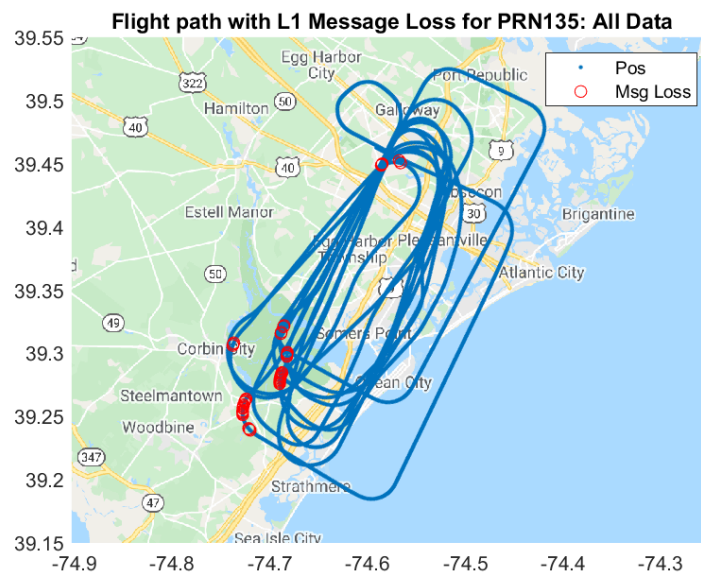 Flight path with L1 Message Loss for PRN135: All Data
39.55
Egg Harbor
City
Port Republic
Pos
Msg Loss
322
39.5
50
Hamilton
Galloway
40
9
39.45
40
Absecon
30
Estell Manor
Brigantine
39.4
Egg Harbor
Township
Pleasantville
Atlantic City
50
39.35
49
Somers Point
Corbin City
39.3
Ocean City
Steelmantown
39.25
Woodbine
347
39.2
Strathmere
47
Sea Isle City
39.15
-74.9
-74.8
-74.7
-74.6
-74.5
-74.4
-74.3